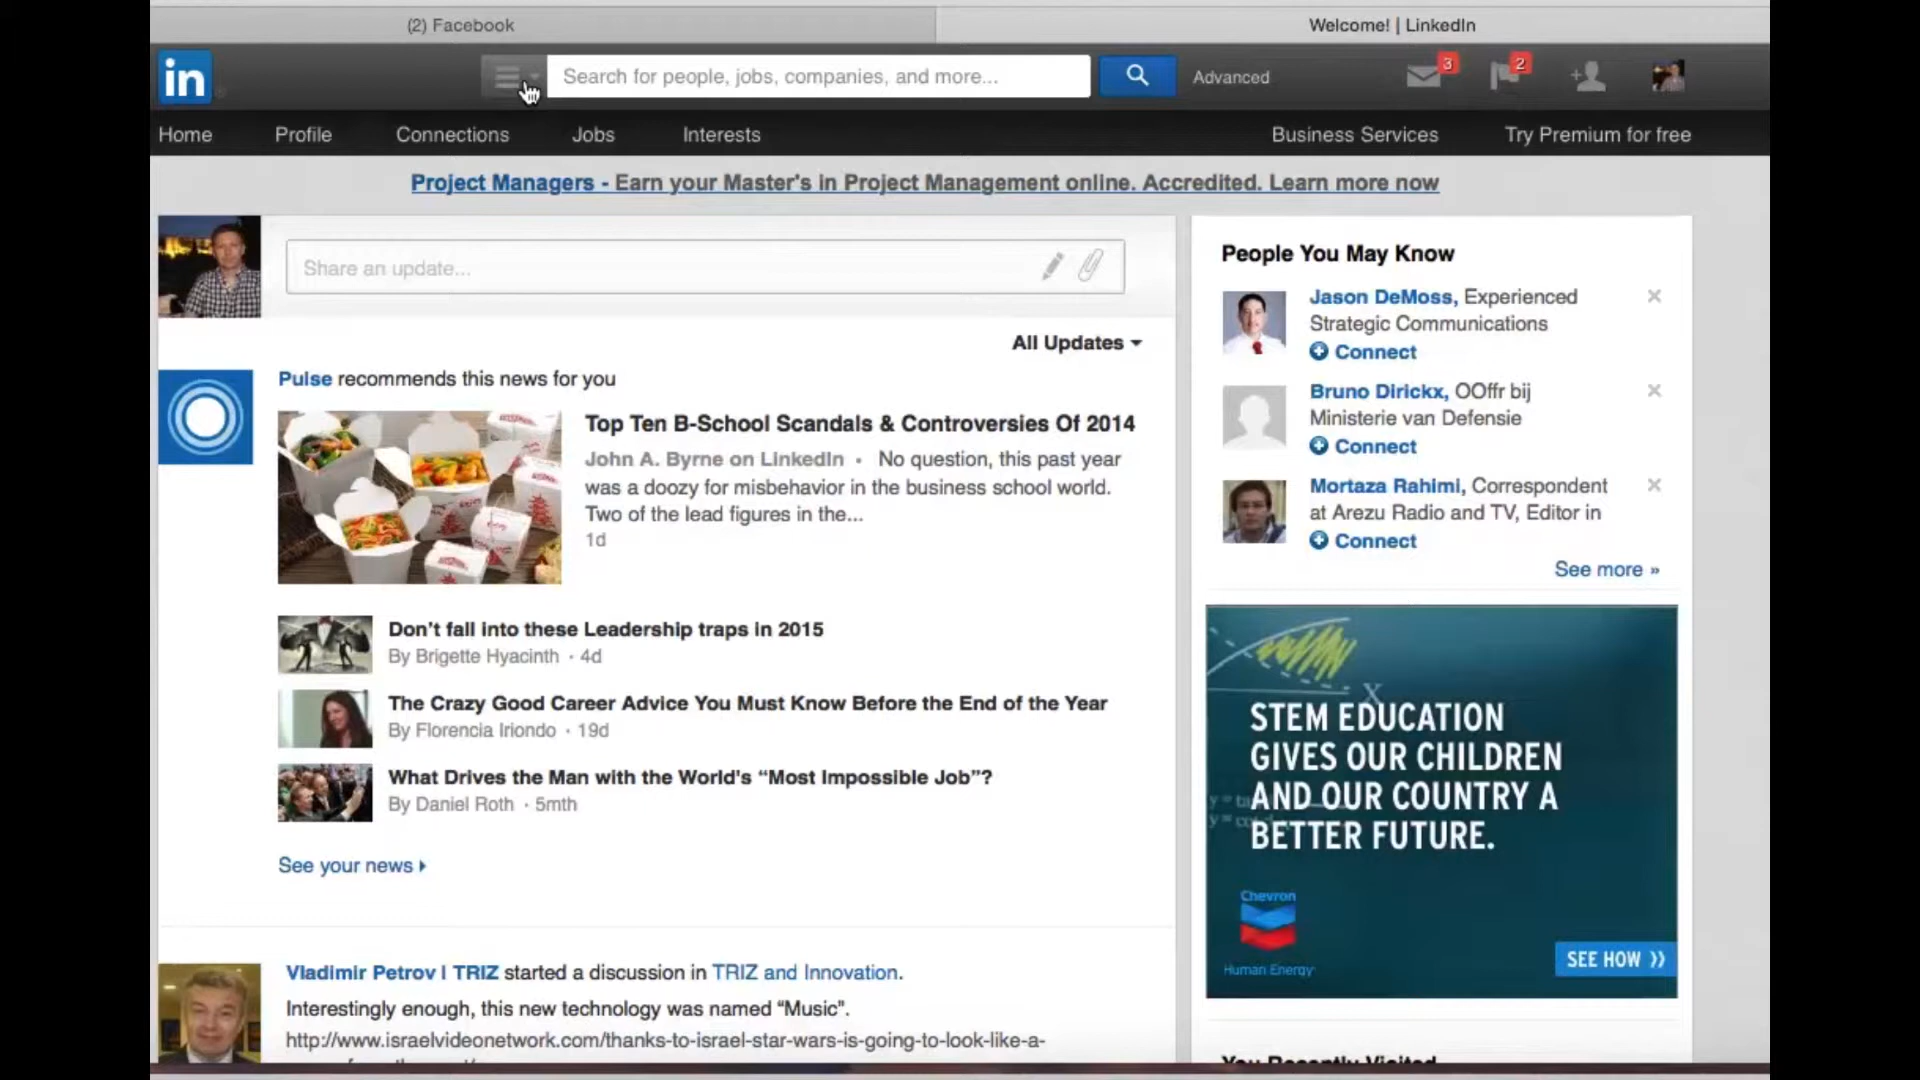 (2) Facebook
Welcome! | LinkedIn
in
Search for people, jobs, companies, and more...
Advanced
3
2
Home
Profile
Connections
Jobs
Interests
Business Services
Try Premium for free
Project Managers - Earn your Master's in Project Management online. Accredited. Learn more now
Share an update...
All Updates
Pulse recommends this news for you
Top Ten B-School Scandals & Controversies Of 2014
John A. Byrne on LinkedIn • No question, this past year
was a doozy for misbehavior in the business school world.
Two of the lead figures in the...
1d
Don't fall into these Leadership traps in 2015
By Brigette Hyacinth · 4d
The Crazy Good Career Advice You Must Know Before the End of the Year
By Florencia Iriondo · 19d
What Drives the Man with the World's “Most Impossible Job”?
By Daniel Roth · 5mth
See your news
Vladimir Petrov I TRIZ started a discussion in TRIZ and Innovation.
Interestingly enough, this new technology was named “Music”.
http://www.israelvideonetwork.com/thanks-to-israel-star-wars-is-going-to-look-like-a-
People You May Know
Jason DeMoss, Experienced
Strategic Communications
Connect
Bruno Dirickx, OOffr bij
Ministerie van Defensie
Connect
Mortaza Rahimi, Correspondent
at Arezu Radio and TV, Editor in
Connect
See more »
X
STEM EDUCATION
GIVES OUR CHILDREN
AND OUR COUNTRY A
BETTER FUTURE.
Chevron
Human Energy
SEE HOW
You Recently Visited